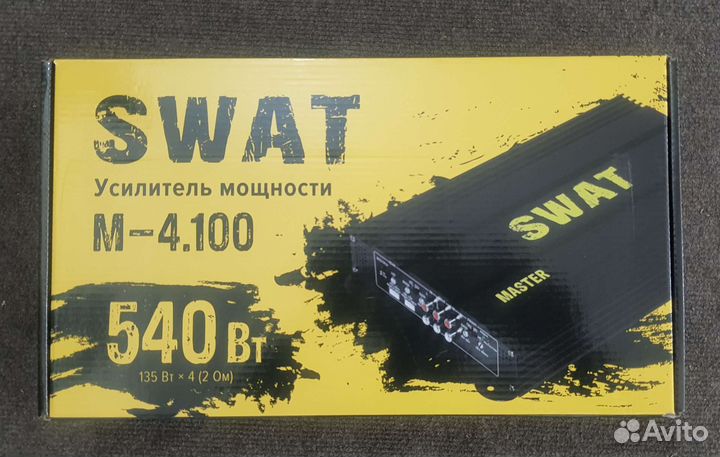 SWAT
Усилитель мощности
М-4.100
540 Вт
135 Вт × 4 (2 Ом)
SWAT
MASTER
Avito